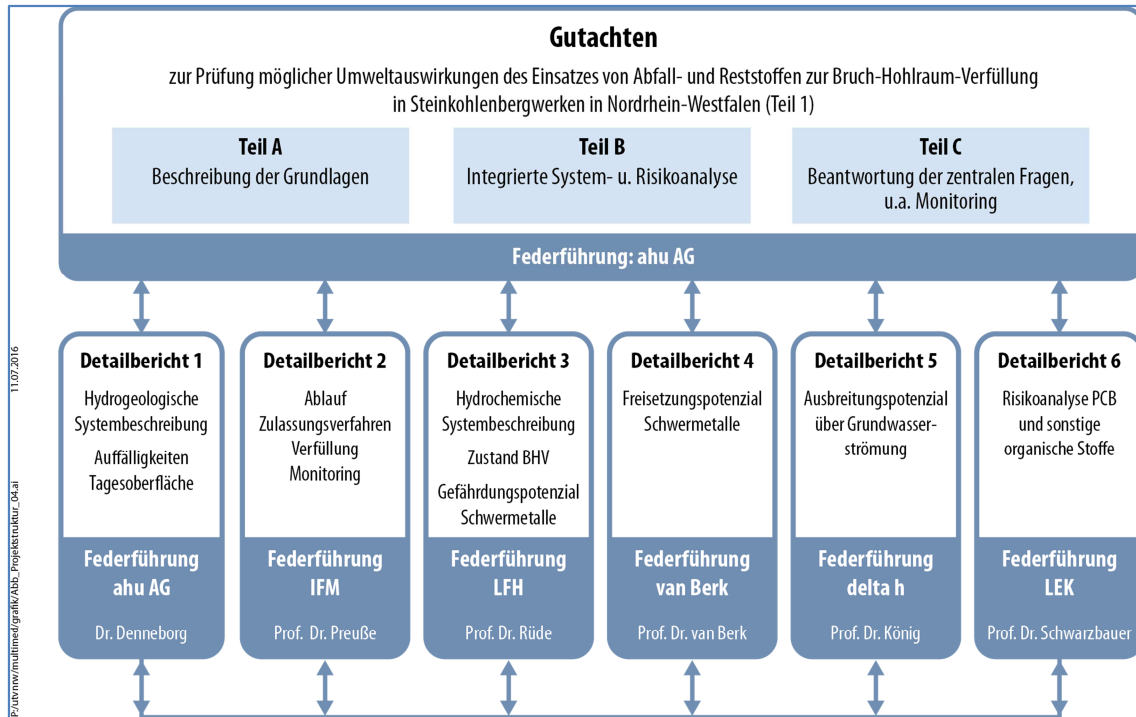 Gutachten
zur Prüfung möglicher Umweltauswirkungen des Einsatzes von Abfall- und Reststoffen zur Bruch-Hohlraum-Verfüllung
in Steinkohlenbergwerken in Nordrhein-Westfalen (Teil 1)
Teil A
Beschreibung der Grundlagen
Teil B
Integrierte System- u. Risikoanalyse
Teil C
Beantwortung der zentralen Fragen,
u.a. Monitoring
Federführung: ahu AG
Detailbericht 1
Hydrogeologische
Systembeschreibung
Auffälligkeiten
Tagesoberfläche
Federführung
ahu AG
Dr. Denneborg
Detailbericht 2
Ablauf
Zulassungsverfahren
Verfüllung
Monitoring
Federführung
IFM
Prof. Dr. Preuße
Detailbericht 3
Hydrochemische
Systembeschreibung
Zustand BHV
Gefährdungspotenzial
Schwermetalle
Federführung
LFH
Prof. Dr. Rüde
Detailbericht 4
Freisetzungspotenzial
Schwermetalle
Federführung
van Berk
Prof. Dr. van Berk
Detailbericht 5
Ausbreitungspotenzial
über Grundwasser-
strömung
Federführung
delta h
Prof. Dr. König
Detailbericht 6
Risikoanalyse PCB
und sonstige
organische Stoffe
Federführung
LEK
Prof. Dr. Schwarzbauer
P:/utvnrw/multimed/grafik/Abb_Projektstruktur_04.ai 11.07.2016